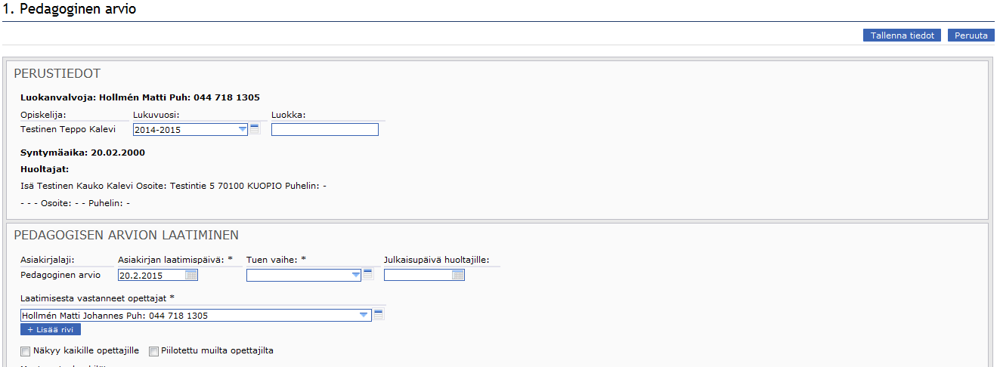 1. Pedagoginen arvio
Tallenna tiedot Peruuta
PERUSTIEDOT
Luokanvalvoja: Hollmén Matti Puh: 044 718 1305
Opiskelija: Lukuvuosi: Luokka:
Testinen Teppo Kalevi 2014-2015
Syntymäaika: 20.02.2000
Huoltajat:
Isä Testinen Kauko Kalevi Osoite: Testintie 5 70100 KUOPIO Puhelin: -
- - - Osoite: - - Puhelin: -
PEDAGOGISEN ARVION LAATIMINEN
Asiakirjalaji: Asiakirjan laatimispäivä: * Tuen vaihe: * Julkaisupäivä huoltajille:
Pedagoginen arvio 20.2.2015
Laatimisesta vastanneet opettajat *
Hollmén Matti Johannes Puh: 044 718 1305
+ Lisää rivi
Näkyy kaikille opettajille Piilotettu muilta opettajilta